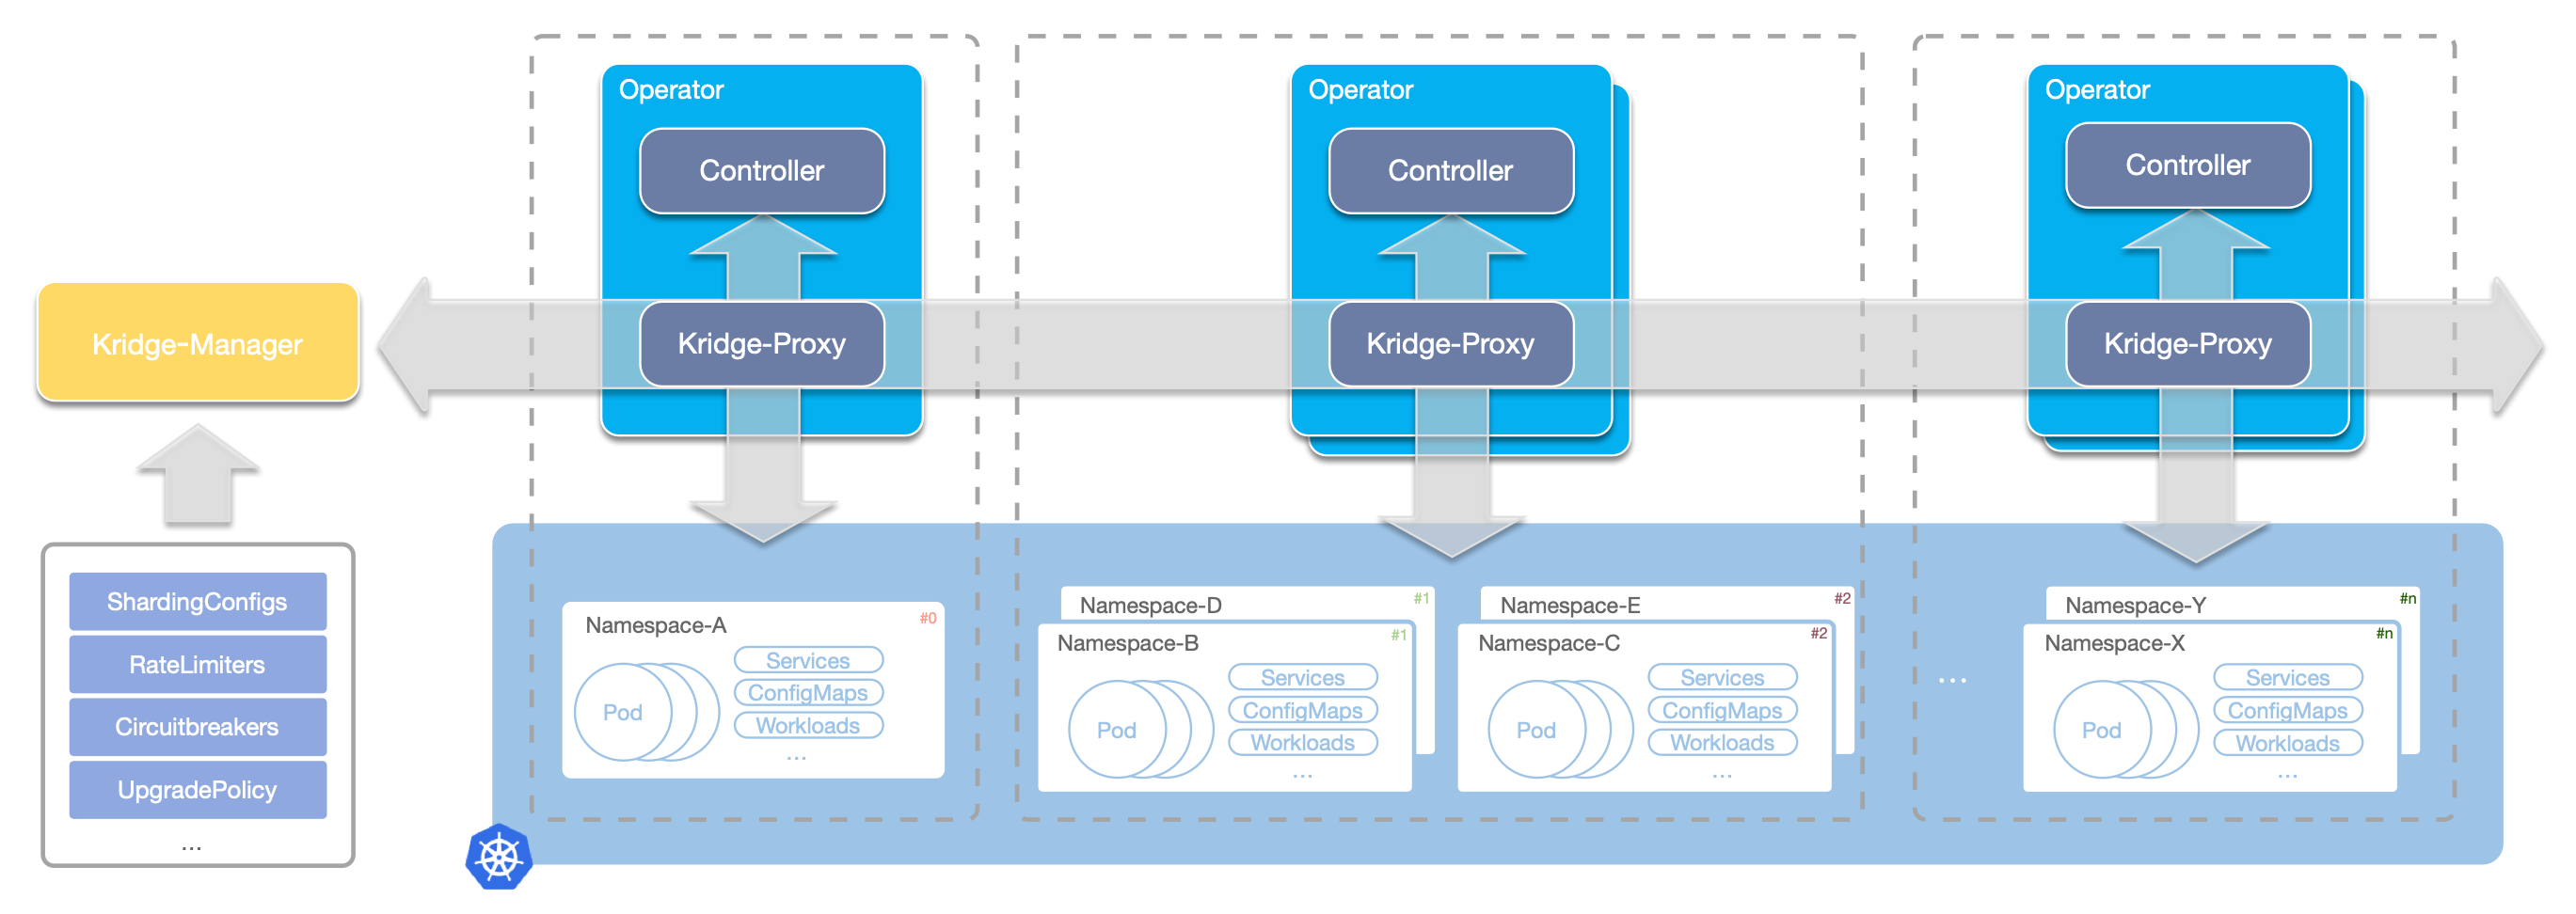 Operator
Controller
Kridge-Proxy
Operator
Controller
Kridge-Proxy
Operator
Controller
Kridge-Proxy
Kridge-Manager
ShardingConfigs
RateLimiters
Circuitbreakers
UpgradePolicy
...
Namespace-A
#0
Pod
Services
ConfigMaps
Workloads
...
Namespace-D
#1
Namespace-B
#1
Pod
Services
ConfigMaps
Workloads
...
Namespace-E
#2
Namespace-C
#2
Pod
Services
ConfigMaps
Workloads
...
...
Namespace-Y
#n
Namespace-X
#n
Pod
Services
ConfigMaps
Workloads
...